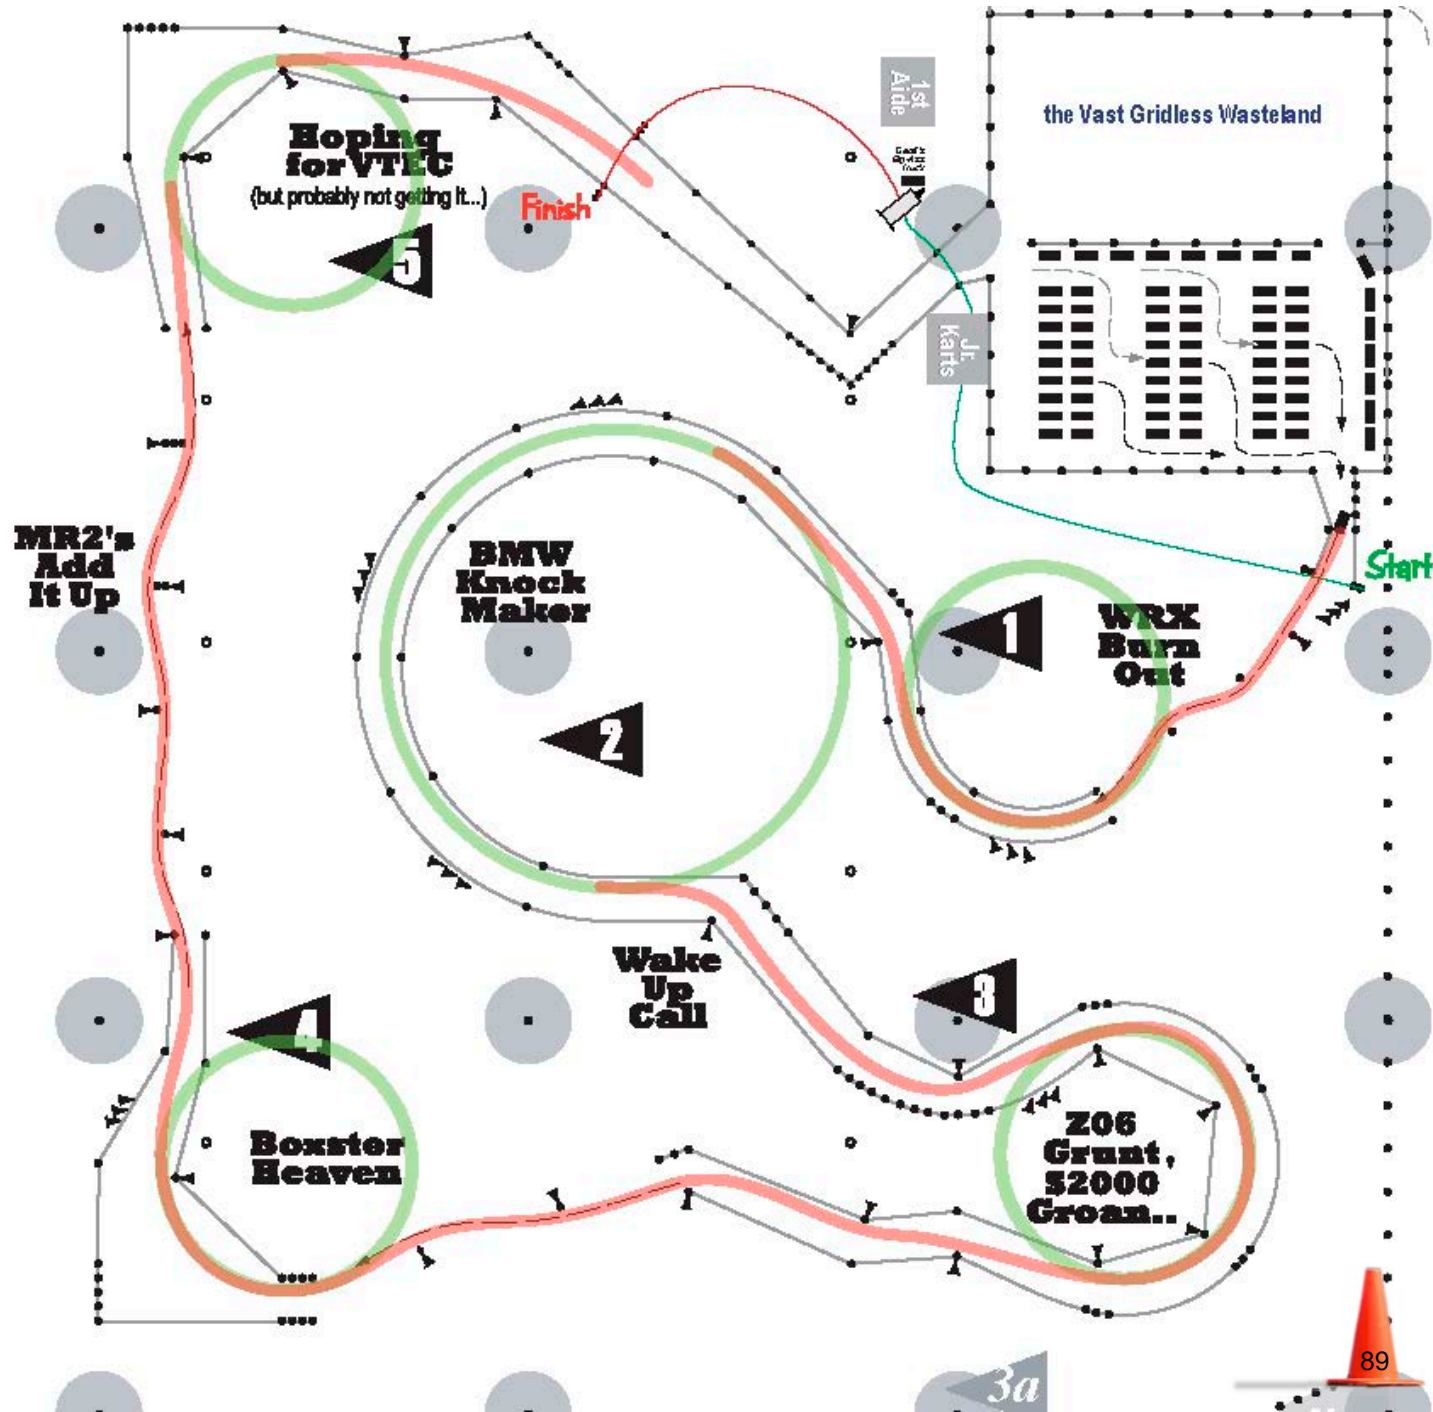 1st
Aide
the Vast Gridless Wasteland
Hoping
for VTEC
(but probably not getting it...)
Finish
5
Jr.
Karts
MR2's
Add
It Up
BMW
Knock
Maker
Start
1
WRX
Burn
Out
2
Wake
Up
Call
3
4
Boxster
Heaven
Z06
Grunt,
S2000
Groan..
89
3a